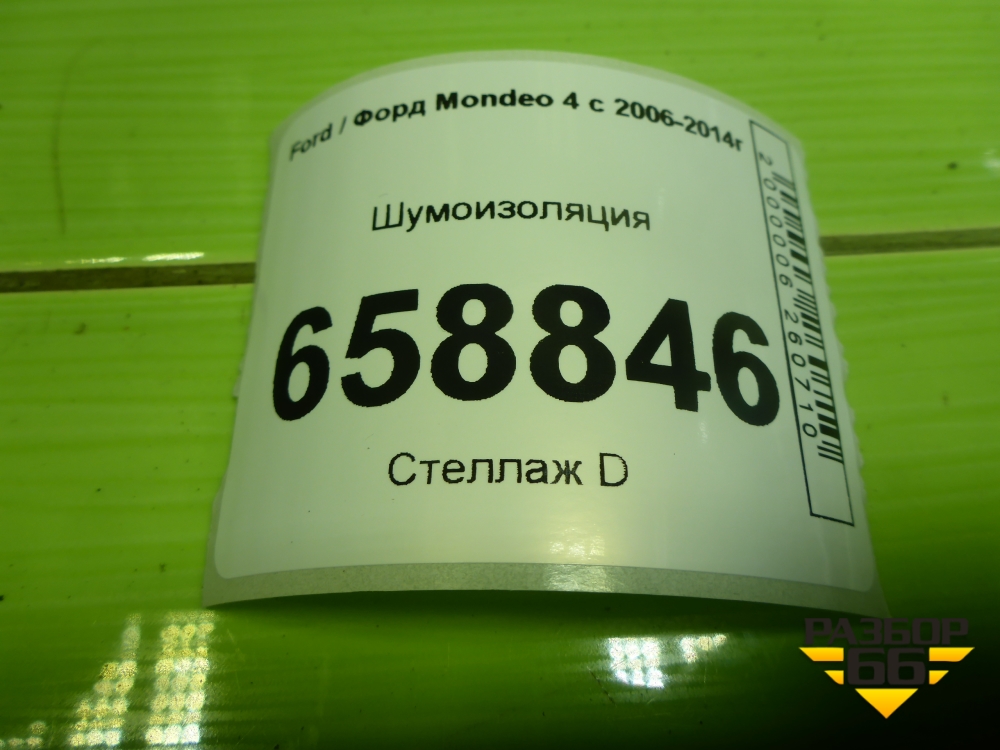 Ford / Форд Mondeo 4 с 2006-2014г
Шумоизоляция
658846
Стеллаж D
2000006260710
РАЗБОР
66